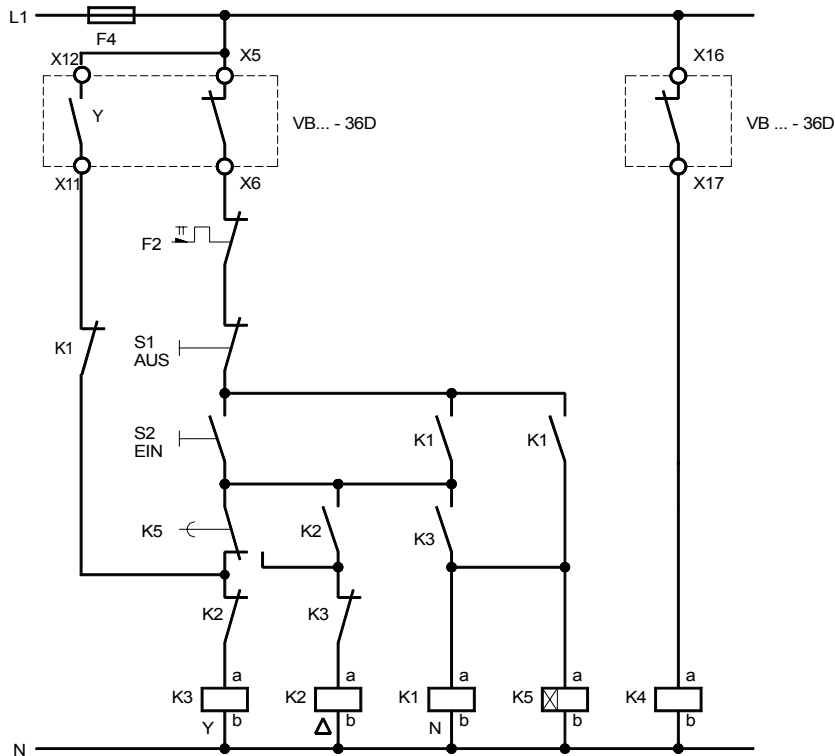 L1
F4
X12
X5
X16
Y
VB... - 36D
VB ... - 36D
X11
X6
X17
F2
K1
S1
AUS
S2
EIN
K1
K1
K5
K2
K3
K2
K3
a
a
a
a
a
K3
K2
K1
K5
K4
b
b
b
b
b
Y
Δ
N
N